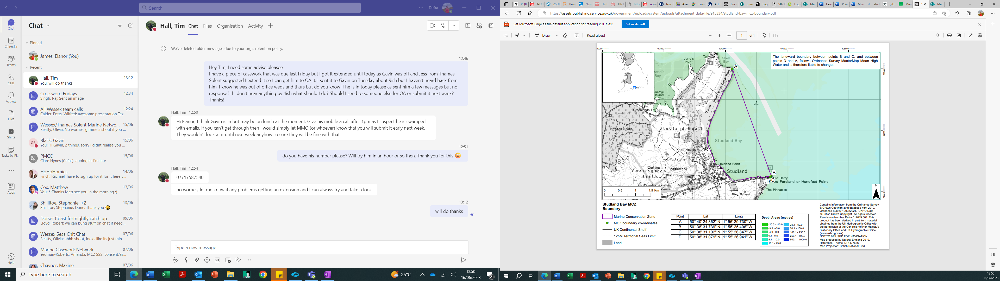 Search
Defra
Chat
Calendar
Teams
Calls
Activity
Files
Shifts
Tasks by Pl...
Apps
Help
Chat
Pinned
James, Elanor (You)
Recent
Hall, Tim 13:12
You: will do thanks
Crossword Fridays 12:34
Singh, Raj: Sent an image
All Wessex team calls 12:24
Calder-Potts, Wilfred: awesome presentation Tez
Wessex/Thames Solent Marine Netwo... 15/06
Beatty, Olivia: No worries, gimme a shout if you ...
GB
Black, Gavin 15/06
You: Hi Gavin, 2 things, sorry i didnt realise you ...
PMCC 15/06
Clare Hynes (Cefas): apologies I'm late
HoHoHomies 14/06
Finch, Rachael: have to sign up for it for it here L...
Cox, Matthew 13/06
You: **Thanks Matt see you in the morning :)
Shillitoe, Stephanie, +2 13/06
Shillitoe, Stephanie: Done. Thank you
Dorset Coast fortnightly catch up 09/06
Lloyd, Robert: we can bung stuff on chat if need...
Wessex Seas Chit Chat 07/06
Beatty, Olivia: ahhh shoot, looks like its just min...
Marine Casework Network 07/06
Yeoman-Roberts, Amanda: MCZ SSSI consent/as...
Chavner, Maxine 07/06
Hall, Tim Chat Files Organisation Activity
We've deleted older messages due to your org's retention policy.
12:46
Hey Tim, I need some advise pleasee
I have a piece of casework that was due last Friday but I got it extended until today as Gavin was off and Jess from Thames
Solent suggested I extend it so I can get him to QA it. I sent it to Gavin on Tuesday about 9ish but I haven't heard back from
him, I know he was out of office weds and thurs but do you know if he is in today please as sent him a few messages but no
response? If i don't hear anything by 4ish what should I do? Should I send to someone else for QA or submit it next week?
Thanks!
Hall, Tim 12:50
Hi Elanor, I think Gavin is in but may be on lunch at the moment. Give his mobile a call after 1pm as I suspect he is swamped
with emails. If you can't get through then I would simply let MMO (or whoever) know that you will submit it early next week.
They wouldn't look at it until next week anyhow so sure they will be fine with that
12:51
do you have his number please? Will try him in an hour or so then. Thank you for this
Hall, Tim 12:54
07717587540
no worries, let me know if any problems getting an extension and I can always try and take a look
13:12
will do thanks
Type a new message
GIF
Type here to search
25°C
13:50
16/06/2023
21
https://assets.publishing.service.gov.uk/government/uploads/system/uploads/attachment_data/file/915334/studland-bay-mcz-boundary.pdf
Set Microsoft Edge as the default application for reading PDF files?
Set as default
Draw
Read aloud
1 of 1
402000
404000
406000
408000
The landward boundary between points B and C, and between
points D and A, follows Ordnance Survey MasterMap Mean High
Water and is therefore liable to change.
Jerry's
Point
Toll
Shell
Bay
A
Dunes
South West Coast Path
Drove
Island
Goathorn
Fm
Greenlands Fm
23
Little
Sea
Dunes
Newton Heath
Studland Heath
Studland Bay
Knoll House
Hotel
Tumuli
Puckstone
83
Redend Point
Tumulus
Agglestone
Studland
Godlingston
Heath
Black Down
B
D
C
Old Harry
The Foreland or Handfast Point
22
The Pinnacles
67
King Barrow
0 0.5 1 1.5 Km
N
Studland Bay MCZ
Boundary
Marine Conservation Zone
MCZ boundary co-ordinates
UK Continental Shelf
12nM Territorial Seas Limit
Land
Point Lat Long
A 50° 40' 24.862" N 1° 56' 29.730" W
B 50° 38' 31.739" N 1° 55' 25.406" W
C 50° 38' 31.102" N 1° 55' 26.847" W
D 50° 38' 31.079" N 1° 55' 26.941" W
Depth Areas (metres)
-20.0 - -10.0 25.1 - 50.0
-9.9 - -5.0 50.1 - 100.0
-4.9 - 0.0 100.1 - 250.0
0.1 - 5.0 250.1 - 500.0
5.1 - 10.0 500.1 - 1000.0
10.1 - 25.0
Contains information from the Ordnance Survey
© Crown Copyright and database right 2019.
Ordnance Survey 100022021. UKHO Data
© British Crown Copyright. All rights reserved.
Permission Number Defra 012019.001. This
product has been derived in part from material
obtained from the UK Hydrographic Office with
the permission of the Controller of Her Majesty's
Stationery Office and UK Hydrographic Office
(www.ukho.gov.uk).
NOT TO BE USED FOR NAVIGATION
Map produced by Natural England 2019.
Reference: Theme ID: 1477636
Map Projection: British National Grid
13:50
16/06/2023